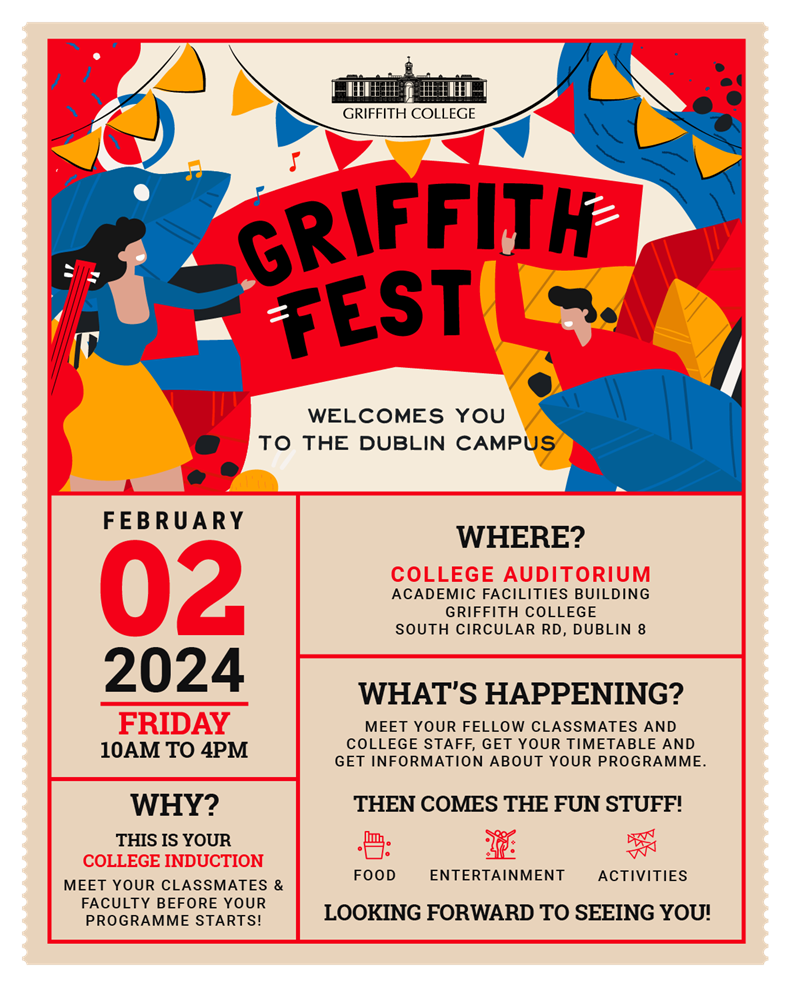 GRIFFITH COLLEGE
GRIFFITH
FEST
WELCOMES YOU
TO THE DUBLIN CAMPUS
FEBRUARY
02
2024
FRIDAY
10AM TO 4PM
WHY?
THIS IS YOUR
COLLEGE INDUCTION
MEET YOUR CLASSMATES &
FACULTY BEFORE YOUR
PROGRAMME STARTS!
WHERE?
COLLEGE AUDITORIUM
ACADEMIC FACILITIES BUILDING
GRIFFITH COLLEGE
SOUTH CIRCULAR RD, DUBLIN 8
WHAT'S HAPPENING?
MEET YOUR FELLOW CLASSMATES AND
COLLEGE STAFF, GET YOUR TIMETABLE AND
GET INFORMATION ABOUT YOUR PROGRAMME.
THEN COMES THE FUN STUFF!
FOOD ENTERTAINMENT ACTIVITIES
LOOKING FORWARD TO SEEING YOU!